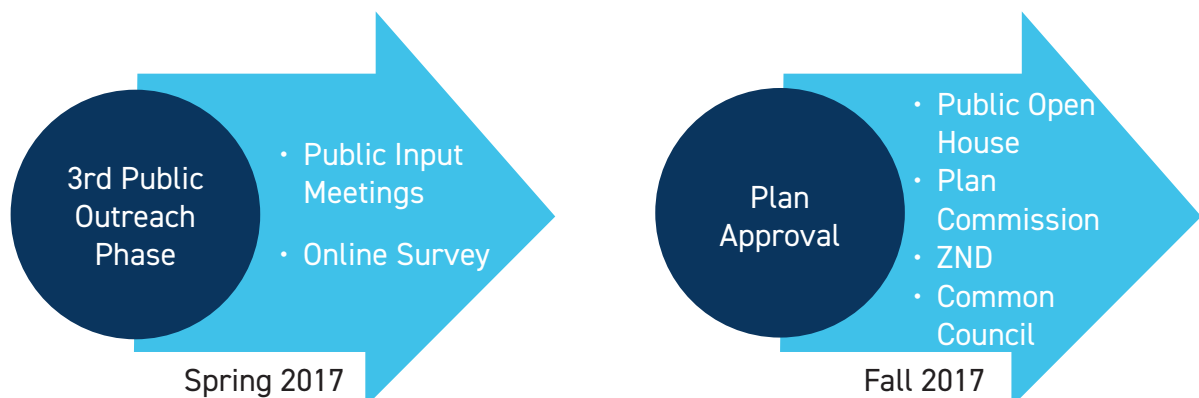 3rd Public
Outreach
Phase
· Public Input
Meetings
· Online Survey
Spring 2017
Plan
Approval
· Public Open
House
· Plan
Commission
· ZND
· Common
Council
Fall 2017